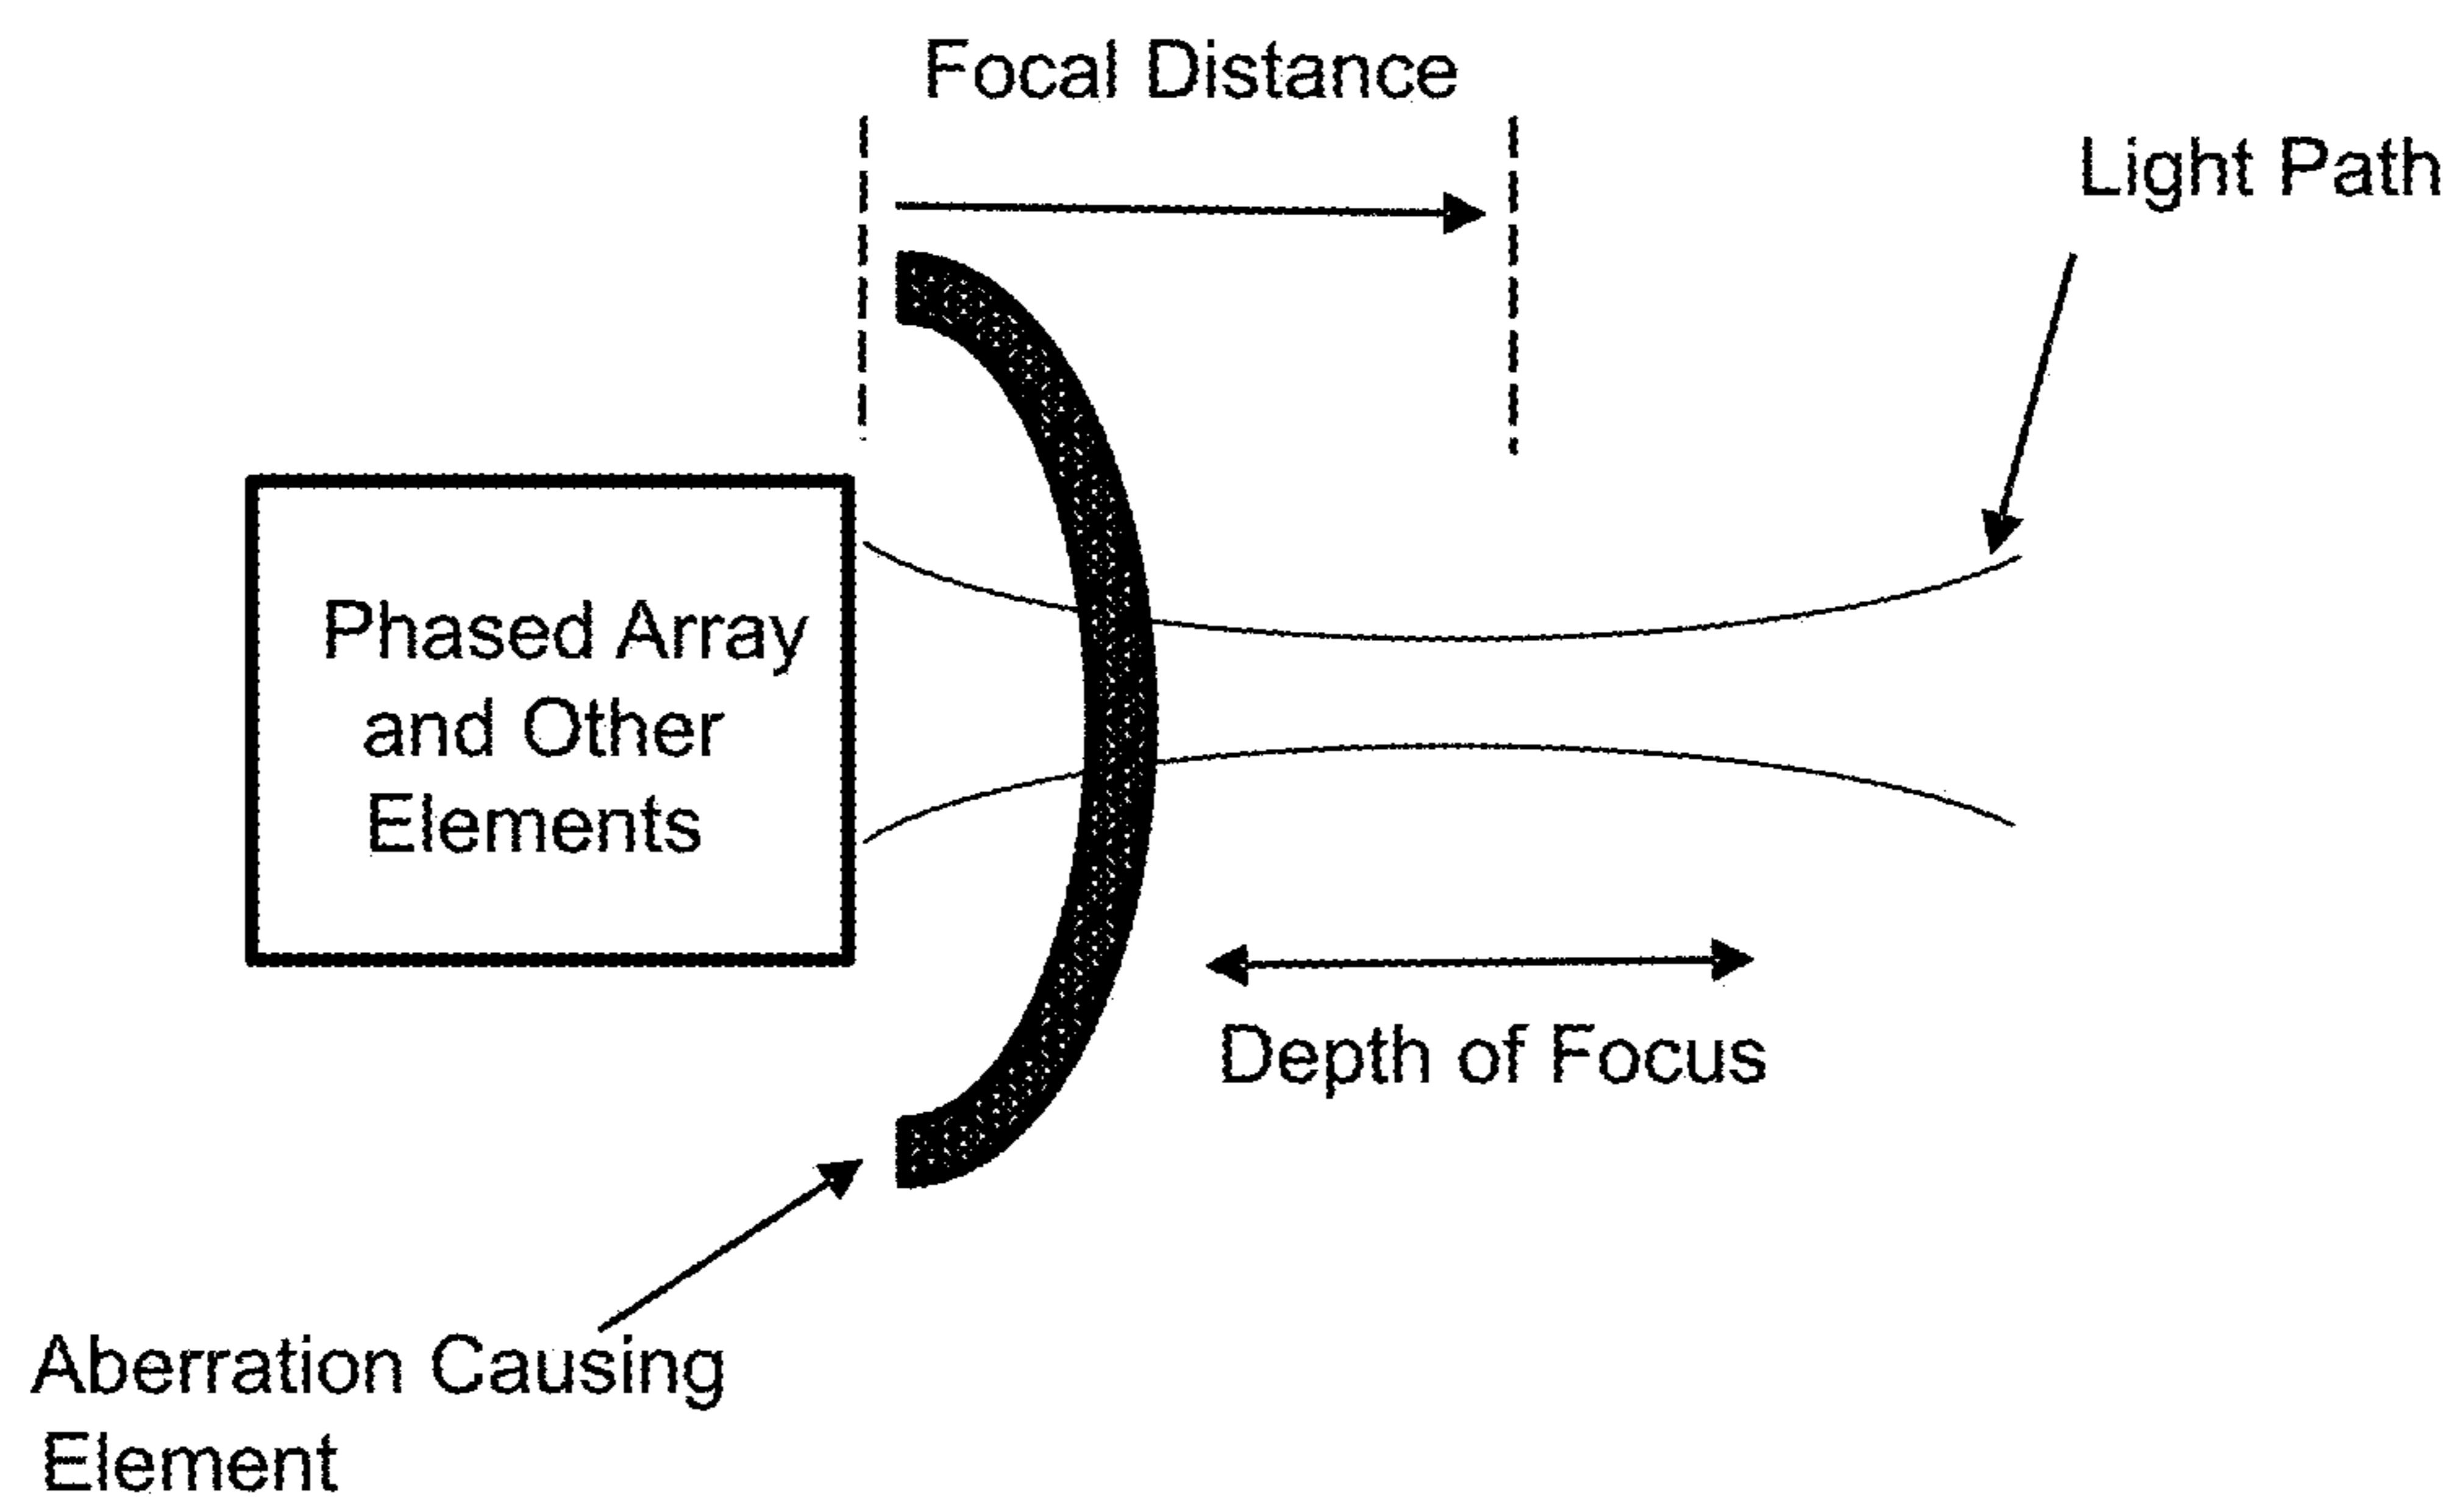 Focal Distance
Light Path
Phased Array
and Other
Elements
Depth of Focus
Aberration Causing
Element